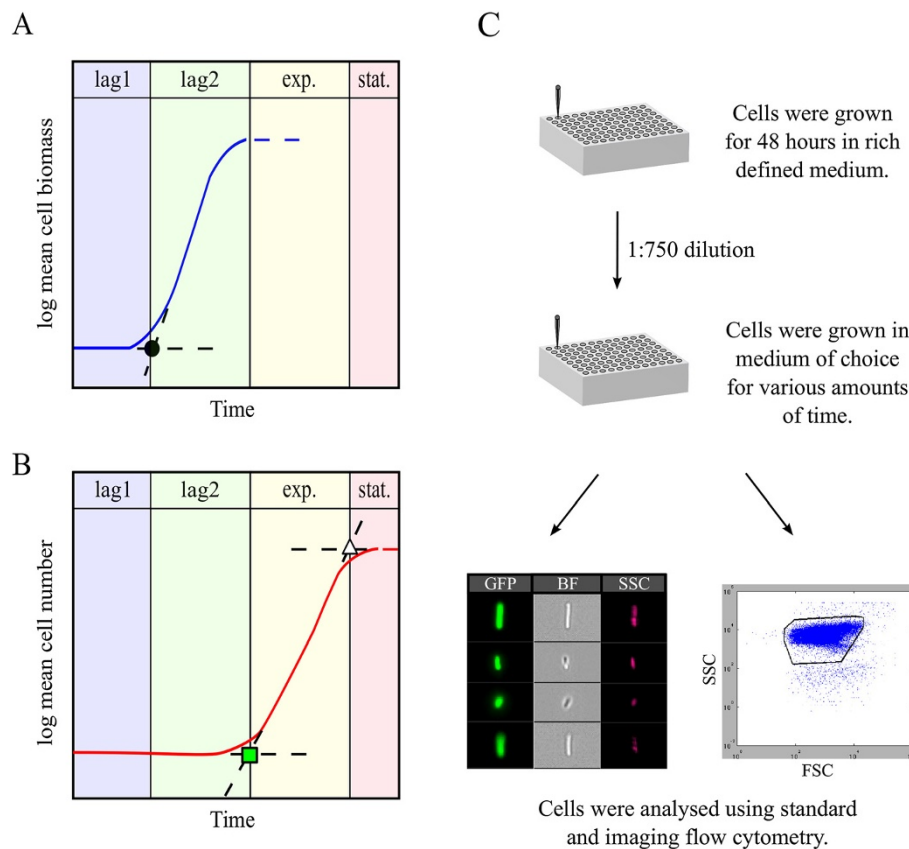 A
lag1 lag2 exp. stat.
log mean cell biomass
Time
B
lag1 lag2 exp. stat.
log mean cell number
Time
C
Cells were grown
for 48 hours in rich
defined medium.
1:750 dilution
Cells were grown in
medium of choice
for various amounts
of time.
GFP BF SSC
SSC
FSC
Cells were analysed using standard
and imaging flow cytometry.